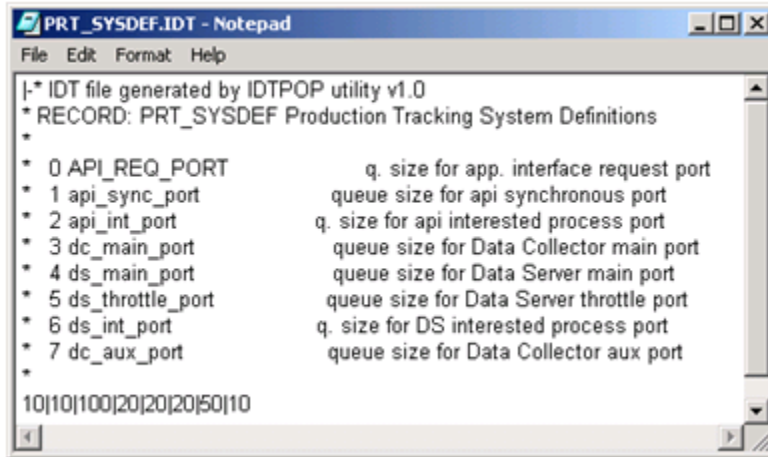 PRT_SYSDEF.IDT - Notepad
File Edit Format Help
|-* IDT file generated by IDTPOP utility v1.0
* RECORD: PRT_SYSDEF Production Tracking System Definitions
*
* 0 API_REQ_PORT q. size for app. interface request port
* 1 api_sync_port queue size for api synchronous port
* 2 api_int_port q. size for api interested process port
* 3 dc_main_port queue size for Data Collector main port
* 4 ds_main_port queue size for Data Server main port
* 5 ds_throttle_port queue size for Data Server throttle port
* 6 ds_int_port q. size for DS interested process port
* 7 dc_aux_port queue size for Data Collector aux port
*
10|10|100|20|20|20|50|10